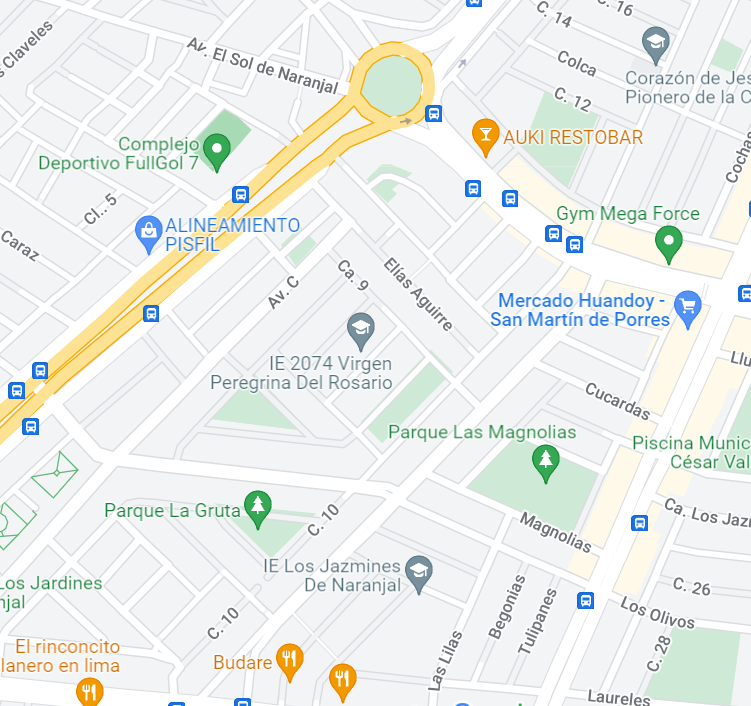 C. 16
C. 14
Claveles
Av. El Sol de Naranjal
Colca
Corazón de Jes
Pionero de la C
C. 12
AUKI RESTOBAR
Complejo
Deportivo FullGol 7
Cochas
Cl.. 5
Gym Mega Force
ALINEAMIENTO
PISFIL
Caraz
Ca. 9
Elías Aguirre
Av. C
Mercado Huandoy -
San Martín de Porres
IE 2074 Virgen
Peregrina Del Rosario
Llu
Cucardas
Parque Las Magnolias
Piscina Munic
César Val
Parque La Gruta
C. 10
Magnolias
Ca. Los Jazm
IE Los Jazmines
De Naranjal
Los Jardines
njal
C. 26
Begonias
Tulipanes
Los Olivos
C. 10
C. 28
El rinconcito
lanero en lima
Budare
Las Lilas
Laureles